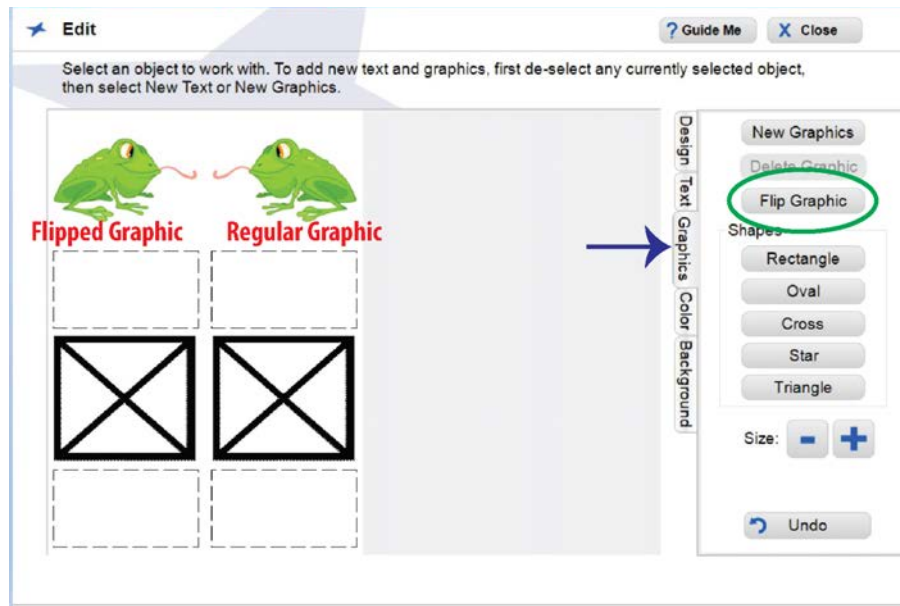 Edit
? Guide Me
X Close
Select an object to work with. To add new text and graphics, first de-select any currently selected object,
then select New Text or New Graphics.
Flipped Graphic
Regular Graphic
Design
Text
Graphics
Color
Background
New Graphics
Delete Graphic
Flip Graphic
Shapes
Rectangle
Oval
Cross
Star
Triangle
Size: - +
Undo